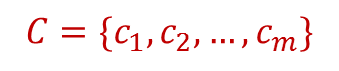 C = {c₁, c₂, …, cₘ}